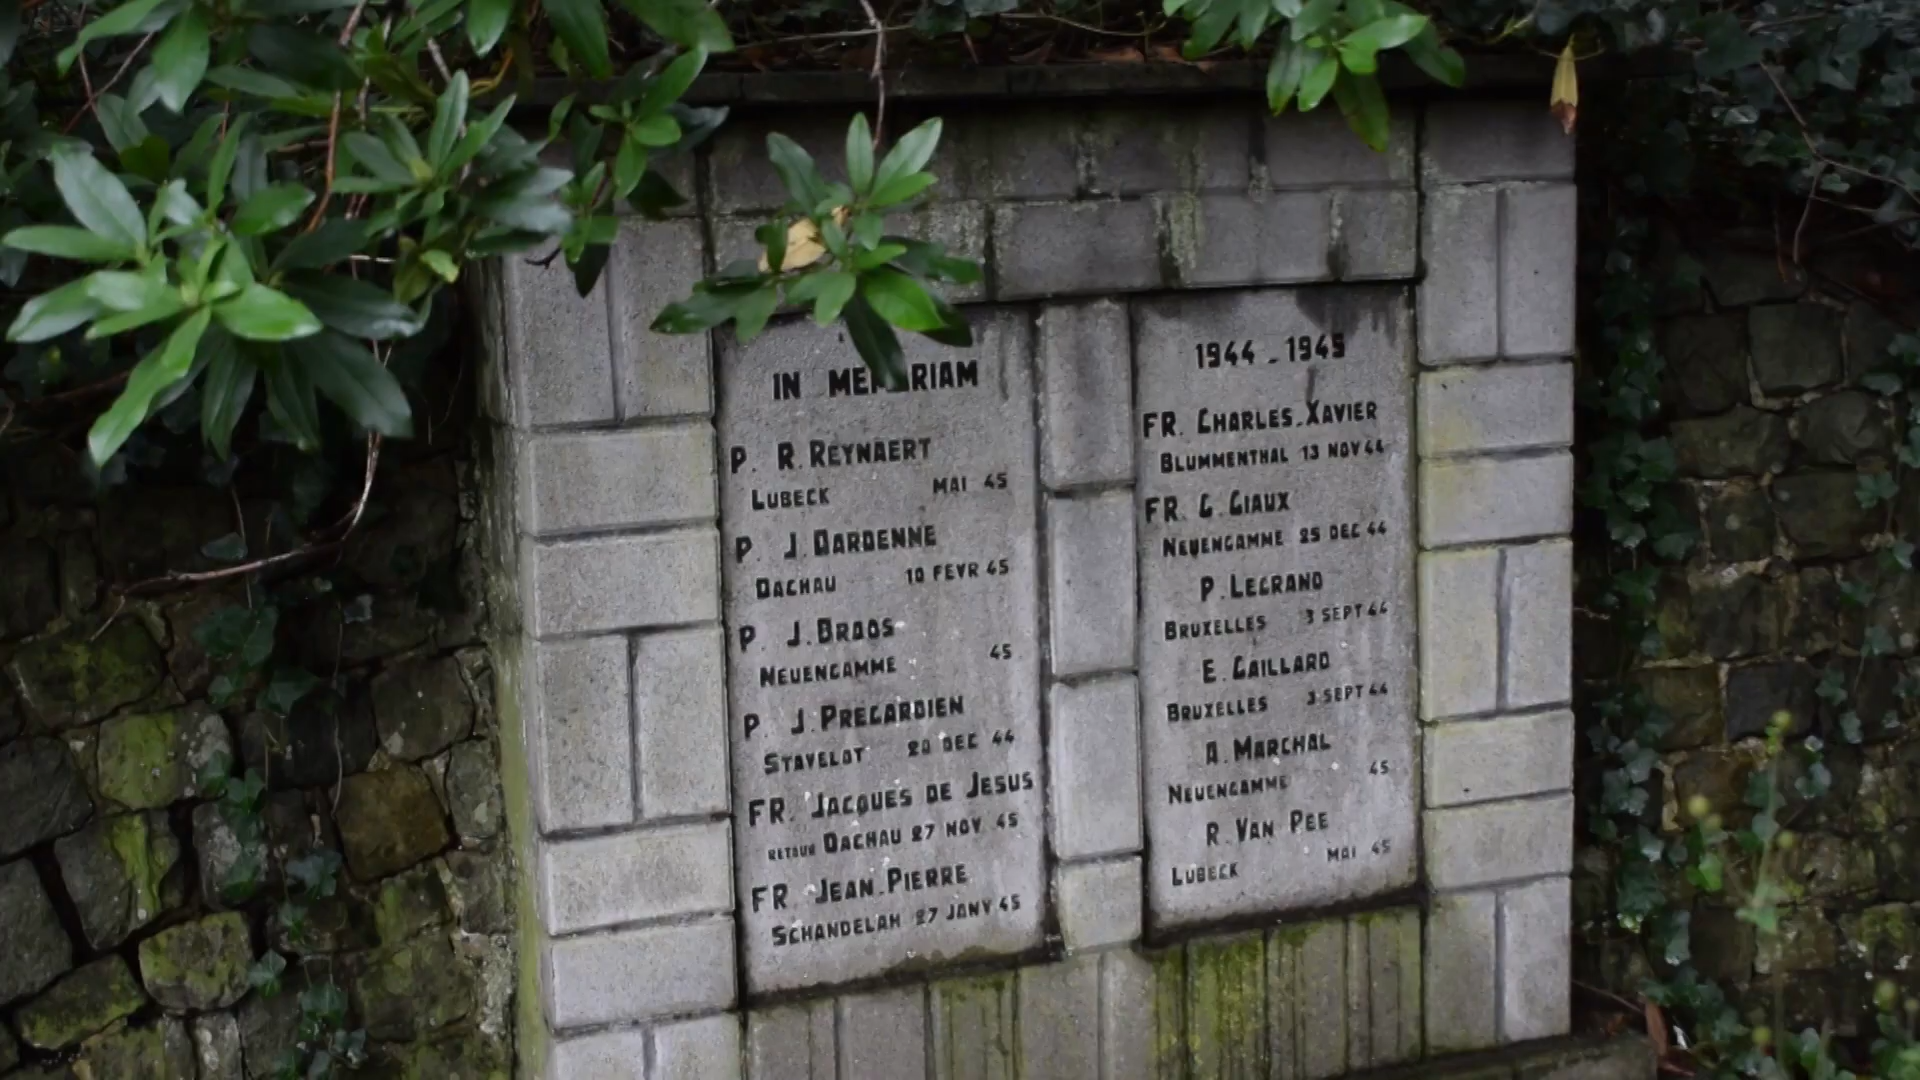 IN MEMORIAM
P. R. REYNAERT
LUBECK MAI 45
P. J. DARDENNE
DACHAU 10 FEVR 45
P. J. DRAOS
NEUENGAMME 45
P. J. PREGARDIEN
STAVELOT 20 DEC 44
FR. JACQUES DE JESUS
RETOUR DACHAU 27 NOV 45
FR. JEAN-PIERRE
SCHANDELAH 27 JANV 45
1944 - 1945
FR. CHARLES-XAVIER
BLUMMENTHAL 13 NOV 44
FR. G. GIAUX
NEUENGAMME 25 DEC 44
P. LEGRAND
BRUXELLES 3 SEPT 44
E. GAILLARD
BRUXELLES 3 SEPT 44
A. MARCHAL
NEUENGAMME 45
R. VAN PEE
LUBECK MAI 45